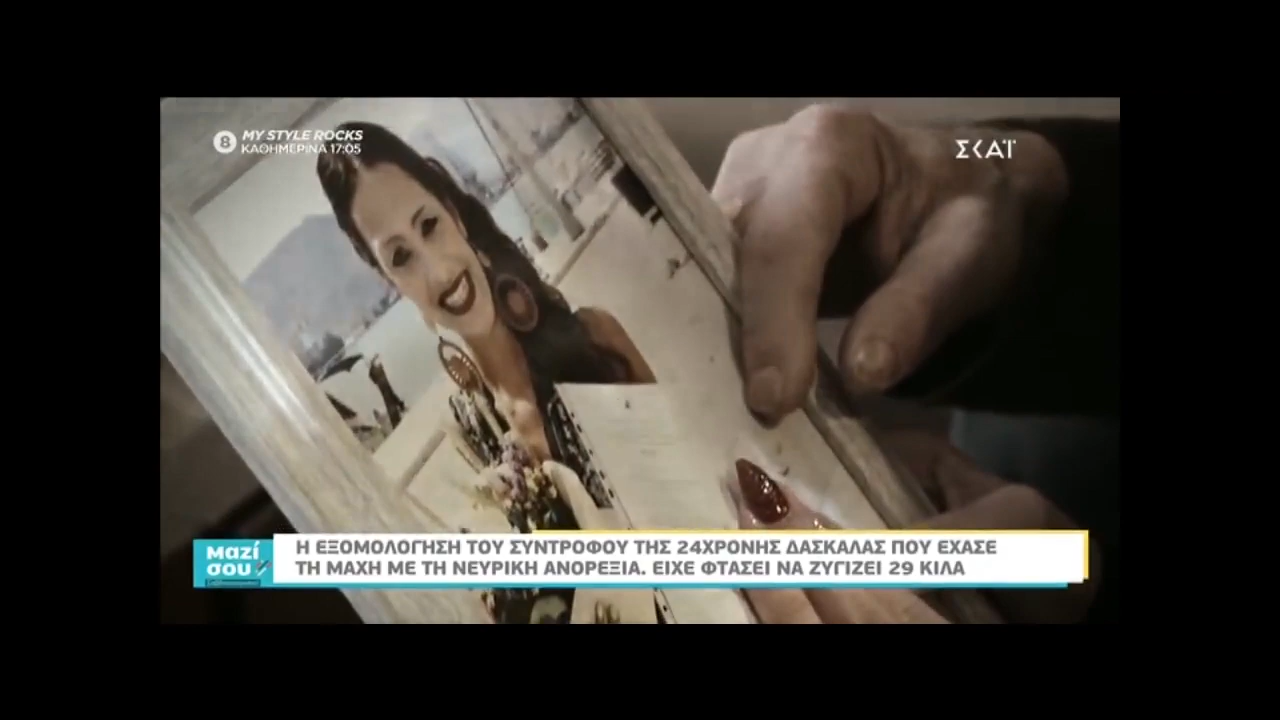 8 MY STYLE ROCKS
ΚΑΘΗΜΕΡΙΝΑ 17:05
ΣΚΑΪ
Μαζί
σου
Η ΕΞΟΜΟΛΟΓΗΣΗ ΤΟΥ ΣΥΝΤΡΟΦΟΥ ΤΗΣ 24ΧΡΟΝΗΣ ΔΑΣΚΑΛΑΣ ΠΟΥ ΕΧΑΣΕ
ΤΗ ΜΑΧΗ ΜΕ ΤΗ ΝΕΥΡΙΚΗ ΑΝΟΡΕΞΙΑ. ΕΙΧΕ ΦΤΑΣΕΙ ΝΑ ΖΥΓΙΖΕΙ 29 ΚΙΛΑ